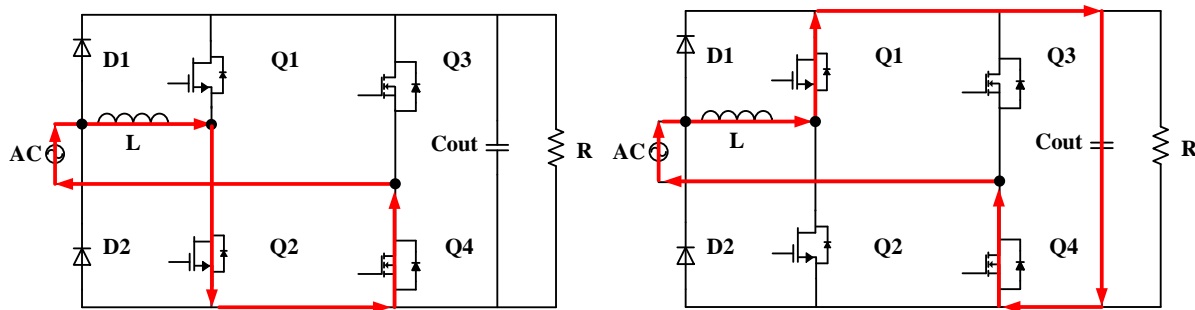 D1 Q1 Q3
AC L Cout R
D2 Q2 Q4
D1 Q1 Q3
AC L Cout R
D2 Q2 Q4